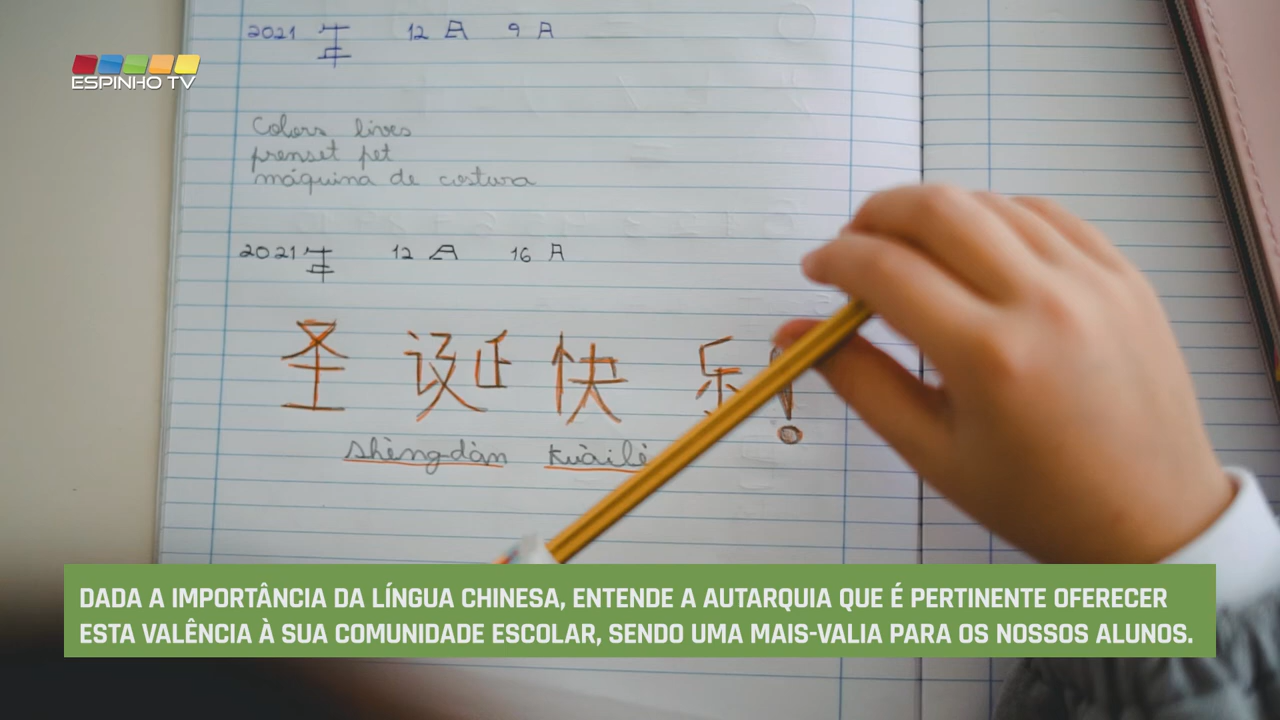 2021 年 12 月 9 日
ESPINHO TV
Colors lives
prenset pet
máquina de costura
2021 年 12 月 16 日
圣诞快乐!
shèngdàn kuàilè
DADA A IMPORTÂNCIA DA LÍNGUA CHINESA, ENTENDE A AUTARQUIA QUE É PERTINENTE OFERECER
ESTA VALÊNCIA À SUA COMUNIDADE ESCOLAR, SENDO UMA MAIS-VALIA PARA OS NOSSOS ALUNOS.